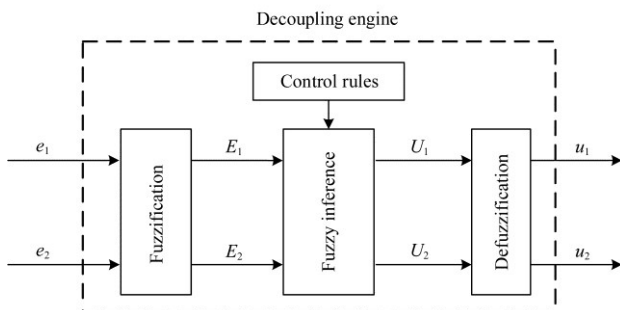 Decoupling engine
Control rules
e₁
E₁
U₁
u₁
Fuzzification
Fuzzy inference
Defuzzification
e₂
E₂
U₂
u₂